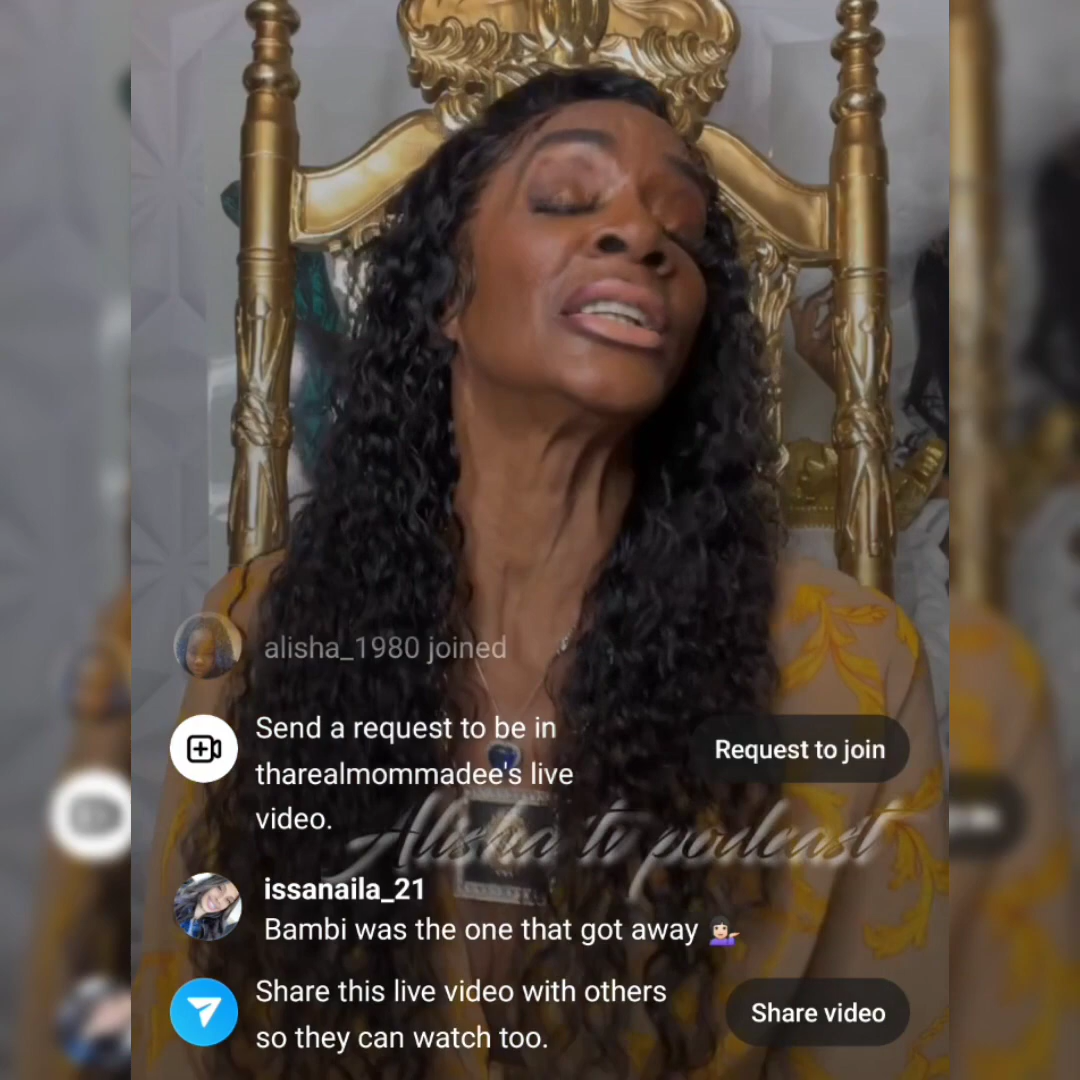 alisha_1980 joined
Send a request to be in
tharealmommadee's live
video.
Request to join
Alisha tv podcast
issanaila_21
Bambi was the one that got away 💁🏻‍♀️
Share this live video with others
so they can watch too.
Share video